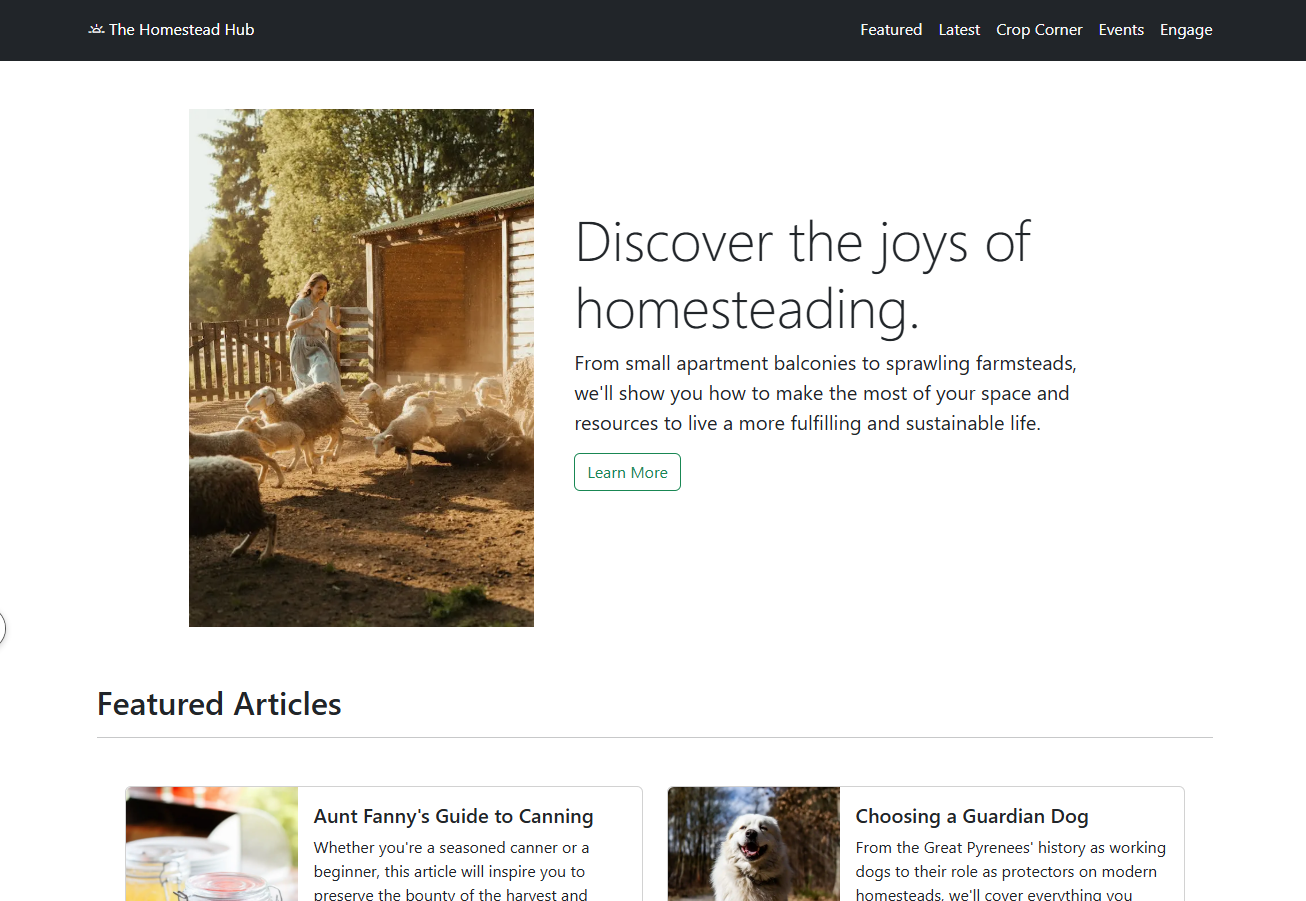 The Homestead Hub
Featured Latest Crop Corner Events Engage
Discover the joys of
homesteading.
From small apartment balconies to sprawling farmsteads,
we'll show you how to make the most of your space and
resources to live a more fulfilling and sustainable life.
Learn More
Featured Articles
Aunt Fanny's Guide to Canning
Whether you're a seasoned canner or a
beginner, this article will inspire you to
preserve the bounty of the harvest and
Choosing a Guardian Dog
From the Great Pyrenees' history as working
dogs to their role as protectors on modern
homesteads, we'll cover everything you